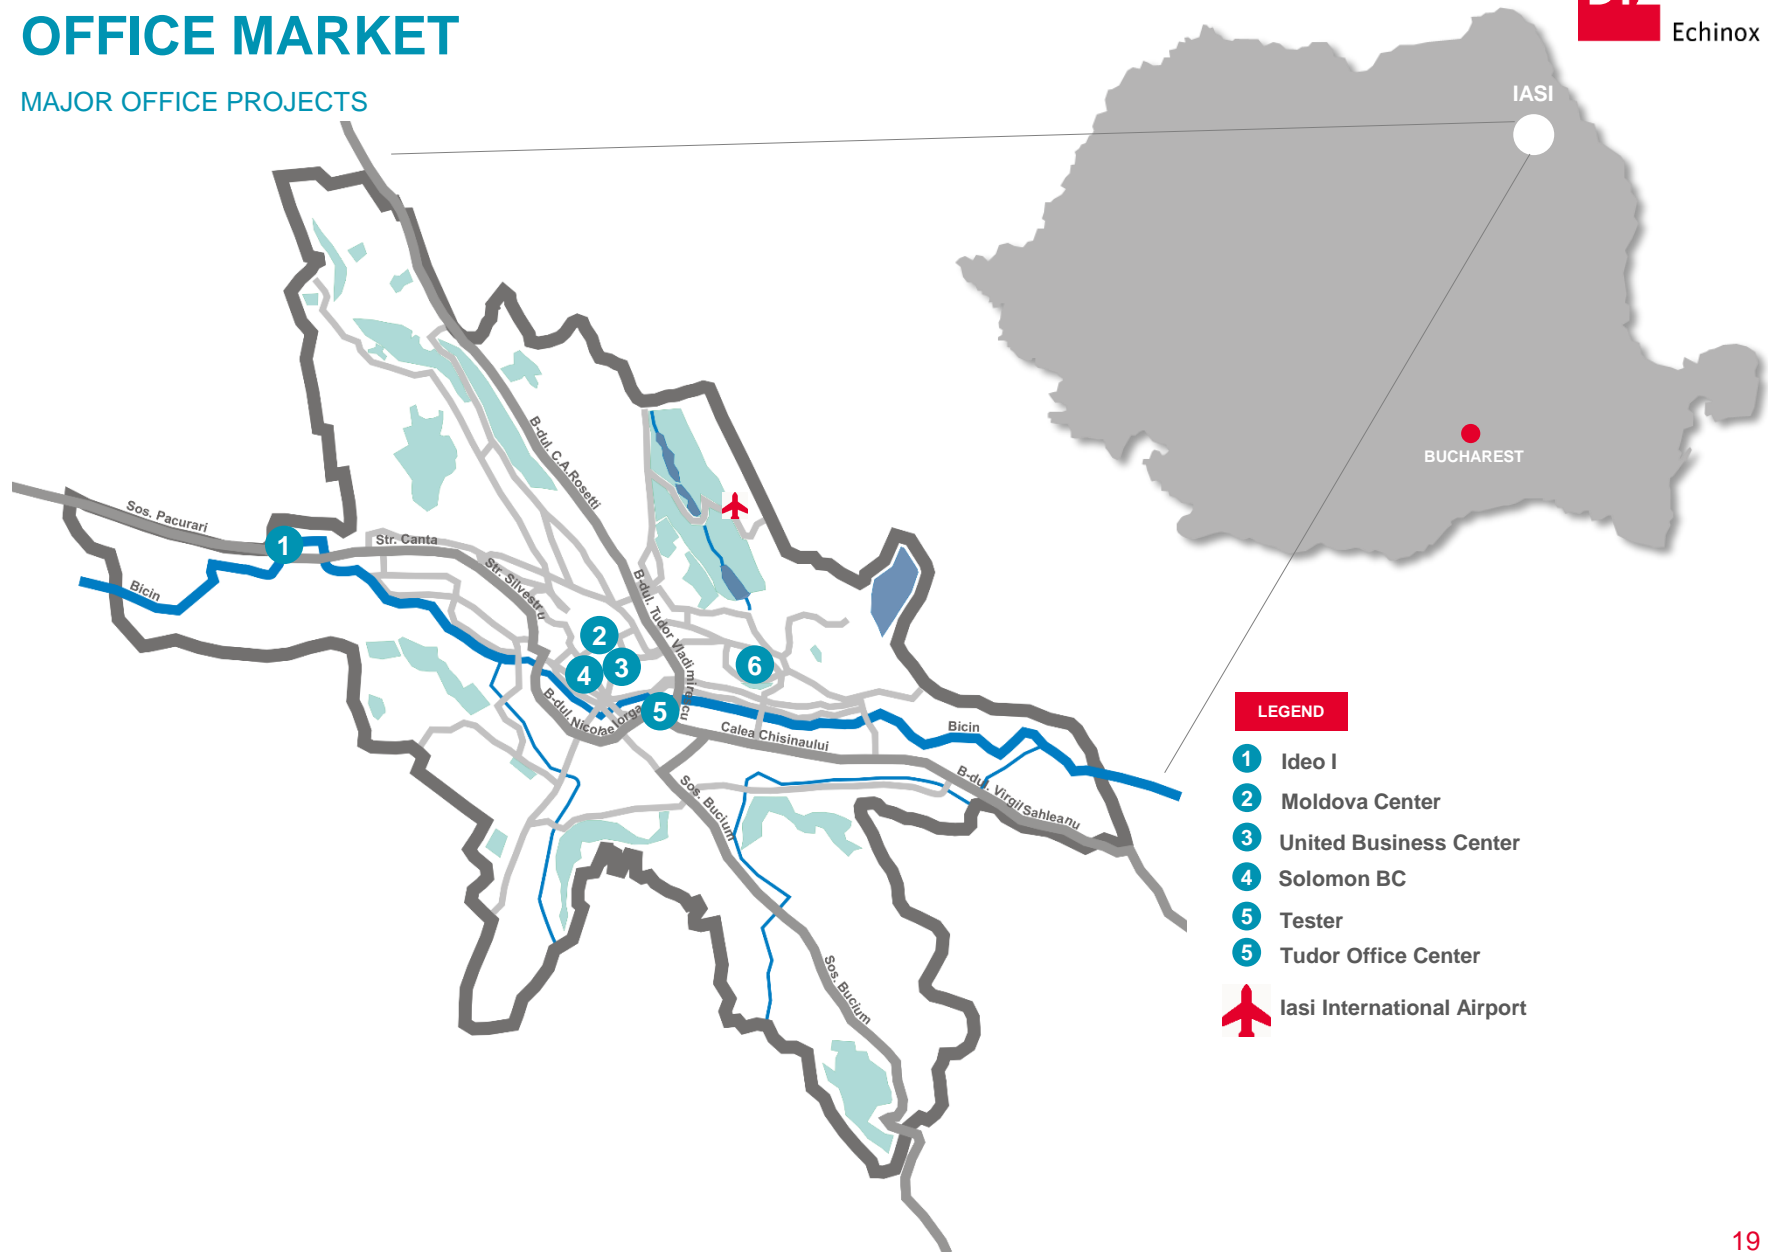 OFFICE MARKET
MAJOR OFFICE PROJECTS
Echinox
IASI
BUCHAREST
B-dul. C.A.Rosetti
Sos. Pacurari
1
Str. Canta
Str. Silvestru
B-dul. Tudor Vladimirescu
Bicin
2
3
4
6
5
B-dul. Nicolae Iorga
Calea Chisinaului
Bicin
B-dul. Virgil Sahleanu
Sos. Bucium
Sos. Bucium
LEGEND
1 Ideo I
2 Moldova Center
3 United Business Center
4 Solomon BC
5 Tester
5 Tudor Office Center
Iasi International Airport
19